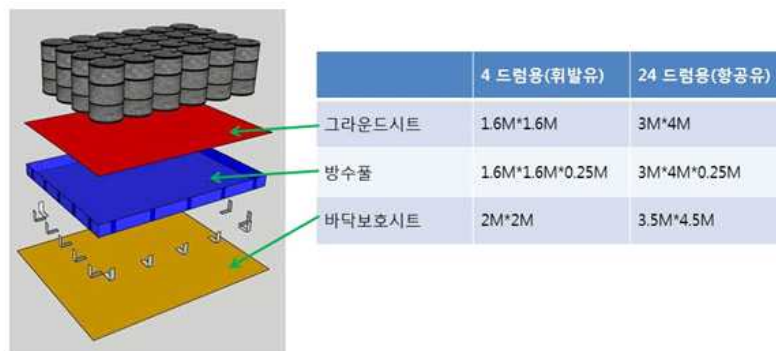 4 드럼용(휘발유) 24 드럼용(항공유)
그라운드시트 1.6M*1.6M 3M*4M
방수풀 1.6M*1.6M*0.25M 3M*4M*0.25M
바닥보호시트 2M*2M 3.5M*4.5M